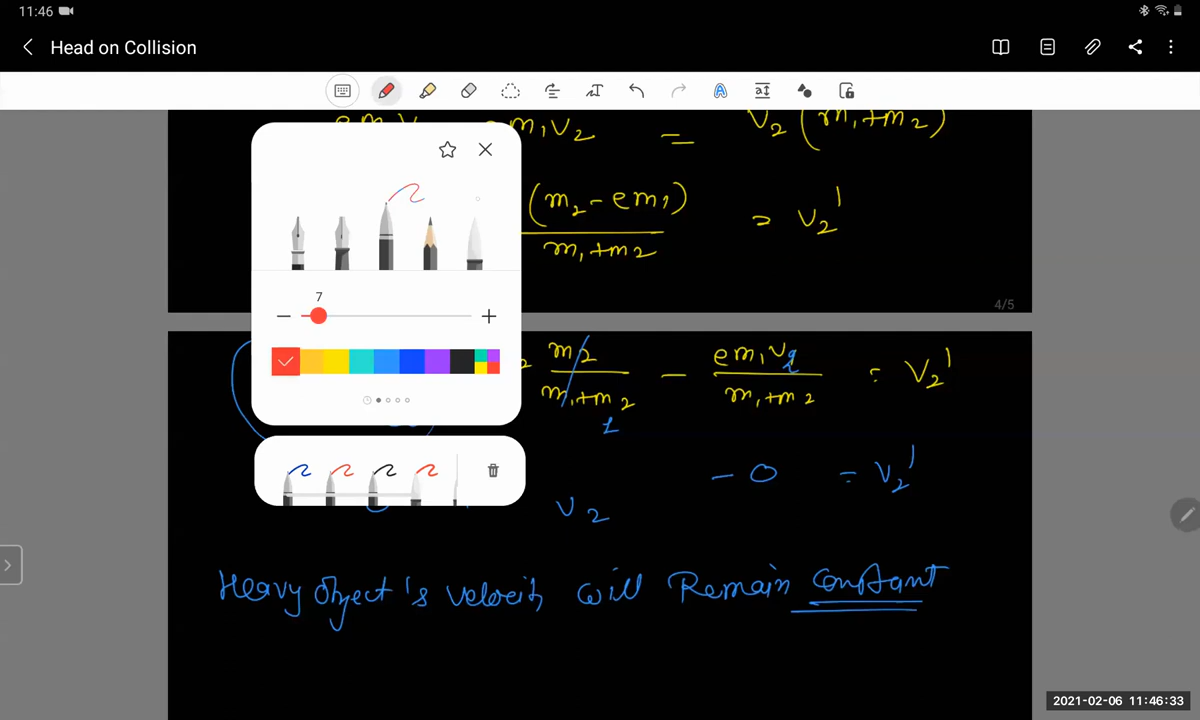 11:46
Head on Collision
em₁v₂ = v₂(m₁+m₂)
(m₂ - em₁) / m₁+m₂ = v₂'
7
4/5
m2 / m₁+m₂ - em₁v₂ / m₁+m₂ = v₂'
1
- 0 = v₂'
v₂
Heavy object's velocity will Remain constant
2021-02-06 11:46:33